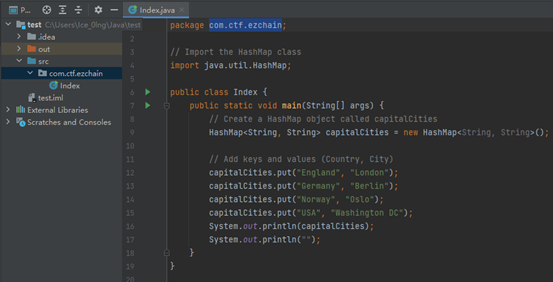 P...
Index.java
test C:\Users\Ice_0lng\Java\test
.idea
out
src
com.ctf.ezchain
Index
test.iml
External Libraries
Scratches and Consoles
package com.ctf.ezchain;
2
3 // Import the HashMap class
4 import java.util.HashMap;
5
6 public class Index {
7 public static void main(String[] args) {
8 // Create a HashMap object called capitalCities
9 HashMap<String, String> capitalCities = new HashMap<String, String>();
10
11 // Add keys and values (Country, City)
12 capitalCities.put("England", "London");
13 capitalCities.put("Germany", "Berlin");
14 capitalCities.put("Norway", "Oslo");
15 capitalCities.put("USA", "Washington DC");
16 System.out.println(capitalCities);
17 System.out.println("");
18 }
19 }
20